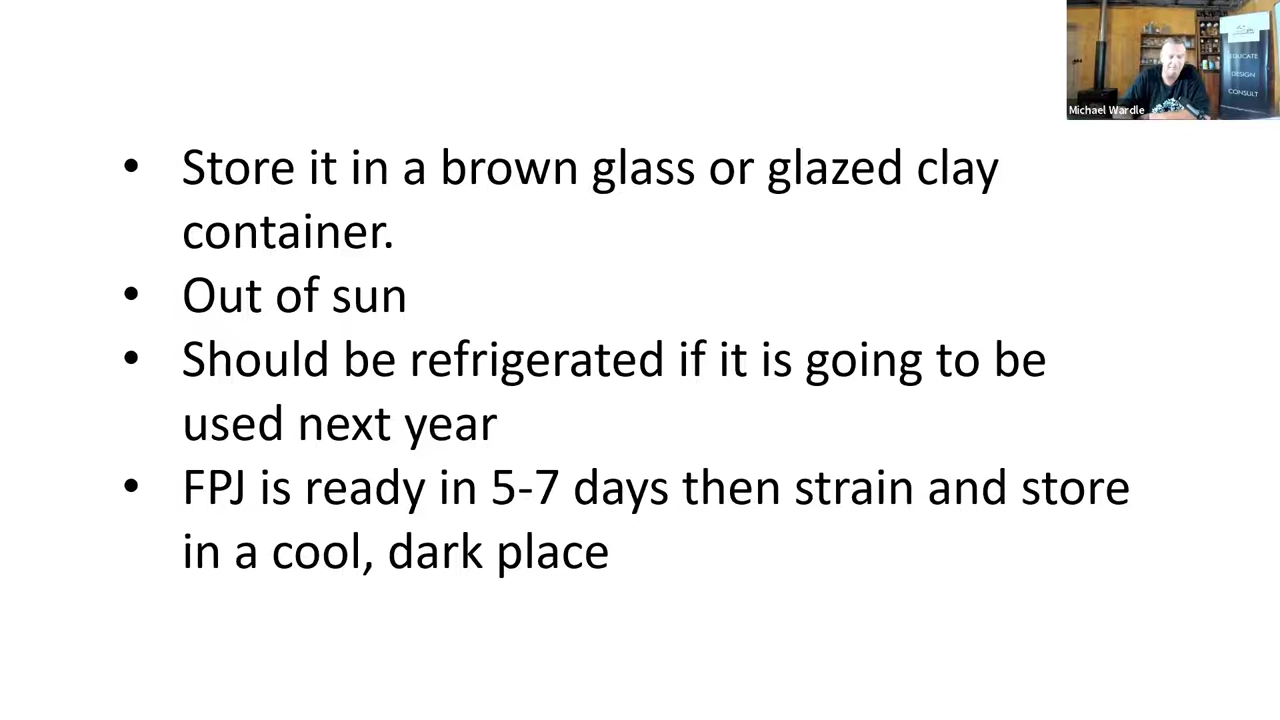 EDUCATE
DESIGN
CONSULT
Michael Wardle
• Store it in a brown glass or glazed clay
container.
• Out of sun
• Should be refrigerated if it is going to be
used next year
• FPJ is ready in 5-7 days then strain and store
in a cool, dark place